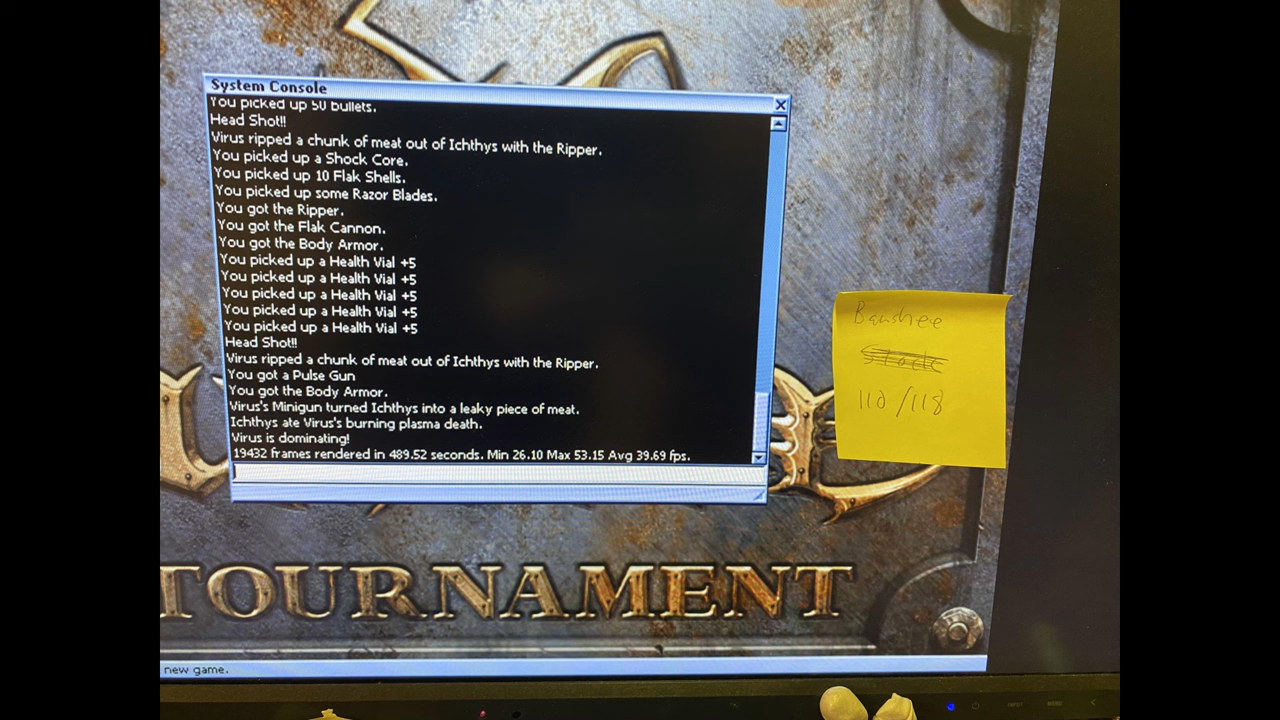 System Console
You picked up 50 bullets.
Head Shot!!
Virus ripped a chunk of meat out of Ichthys with the Ripper.
You picked up a Shock Core.
You picked up 10 Flak Shells.
You picked up some Razor Blades.
You got the Ripper.
You got the Flak Cannon.
You got the Body Armor.
You picked up a Health Vial +5
You picked up a Health Vial +5
You picked up a Health Vial +5
You picked up a Health Vial +5
You picked up a Health Vial +5
Head Shot!!
Virus ripped a chunk of meat out of Ichthys with the Ripper.
You got a Pulse Gun
You got the Body Armor.
Virus's Minigun turned Ichthys into a leaky piece of meat.
Ichthys ate Virus's burning plasma death.
Virus is dominating!
19432 frames rendered in 489.52 seconds. Min 26.10 Max 53.15 Avg 39.69 fps.
Banshee
110/118
TOURNAMENT
new game.